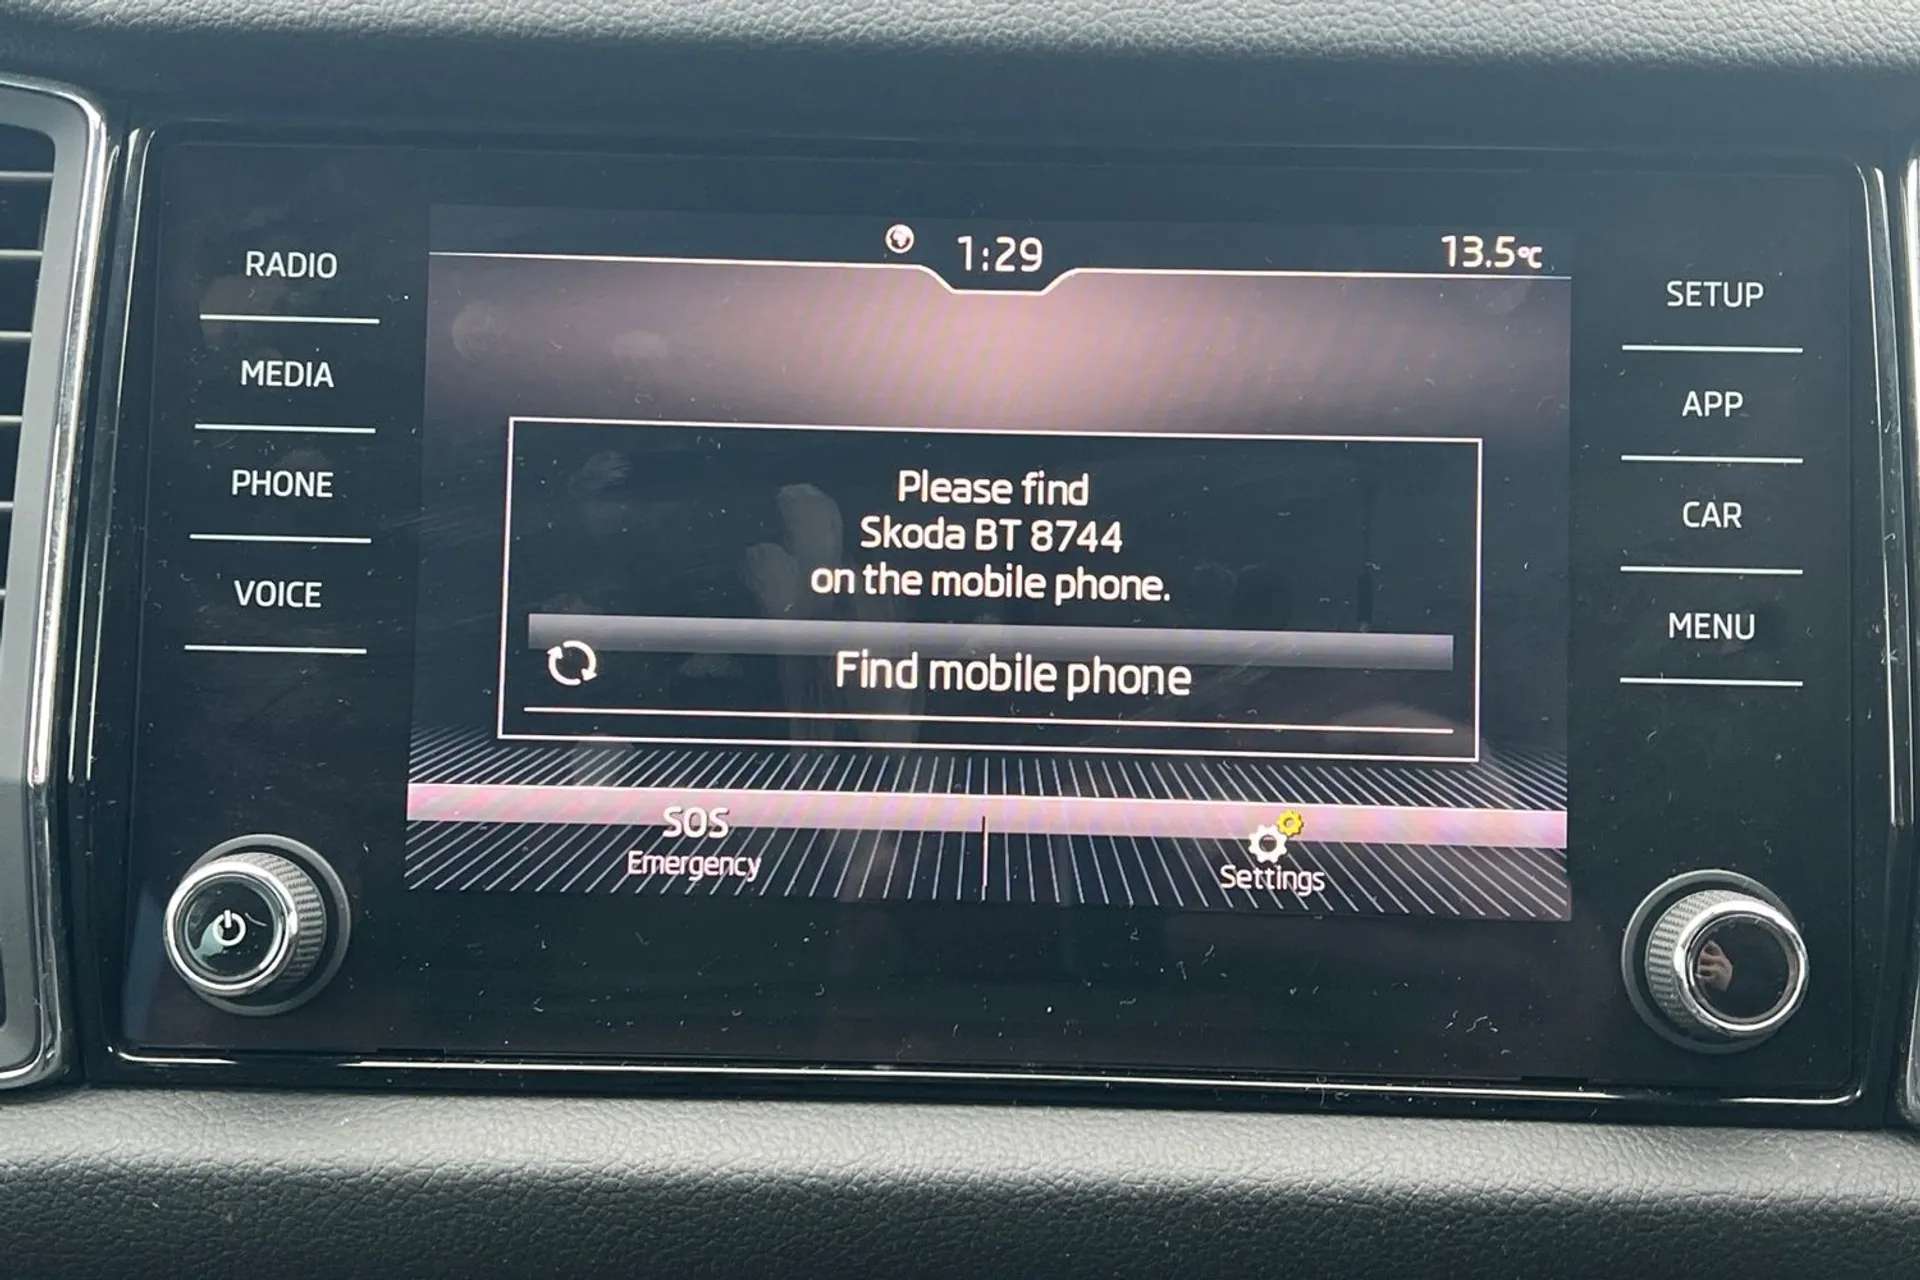 RADIO
MEDIA
PHONE
VOICE
1:29
13.5°C
Please find
Skoda BT 8744
on the mobile phone.
Find mobile phone
SOS
Emergency
Settings
SETUP
APP
CAR
MENU